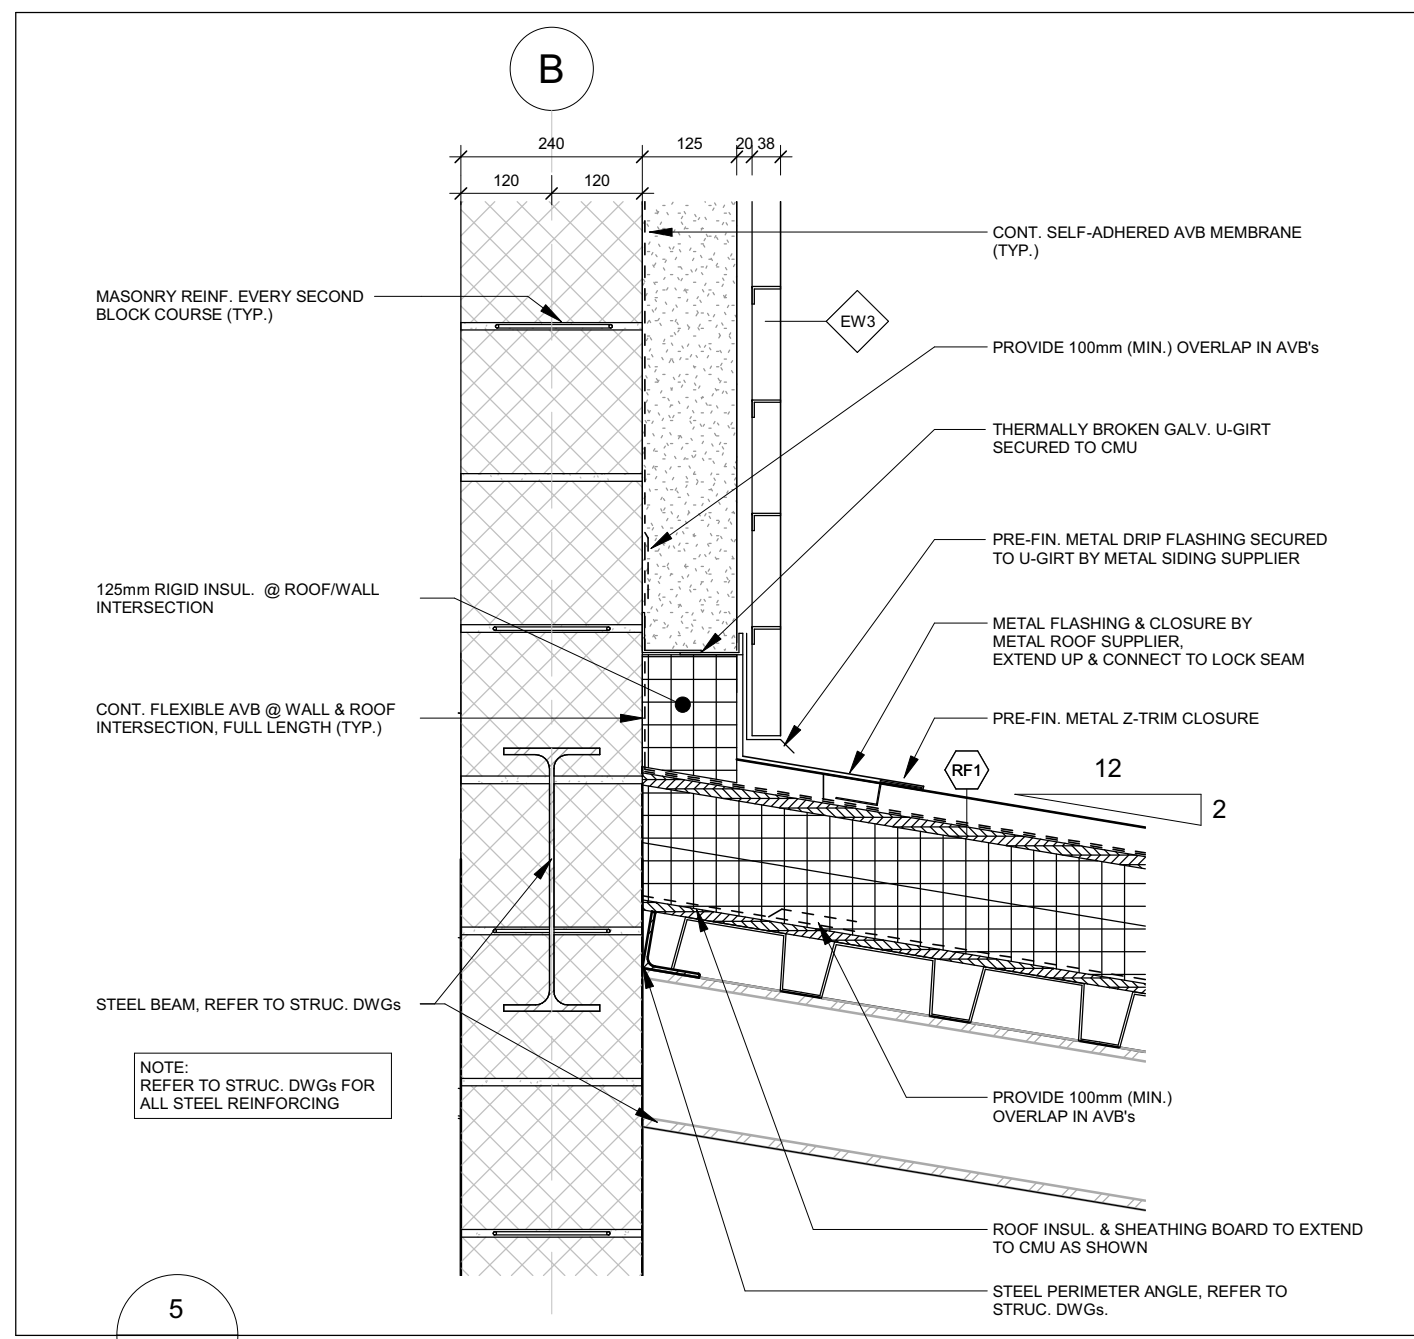 B
240
125
20
38
120
120
CONT. SELF-ADHERED AVB MEMBRANE
(TYP.)
MASONRY REINF. EVERY SECOND
BLOCK COURSE (TYP.)
EW3
PROVIDE 100mm (MIN.) OVERLAP IN AVB's
THERMALLY BROKEN GALV. U-GIRT
SECURED TO CMU
PRE-FIN. METAL DRIP FLASHING SECURED
TO U-GIRT BY METAL SIDING SUPPLIER
125mm RIGID INSUL. @ ROOF/WALL
INTERSECTION
METAL FLASHING & CLOSURE BY
METAL ROOF SUPPLIER,
EXTEND UP & CONNECT TO LOCK SEAM
CONT. FLEXIBLE AVB @ WALL & ROOF
INTERSECTION, FULL LENGTH (TYP.)
PRE-FIN. METAL Z-TRIM CLOSURE
RF1
12
2
STEEL BEAM, REFER TO STRUC. DWGs
NOTE:
REFER TO STRUC. DWGs FOR
ALL STEEL REINFORCING
PROVIDE 100mm (MIN.)
OVERLAP IN AVB's
ROOF INSUL. & SHEATHING BOARD TO EXTEND
TO CMU AS SHOWN
STEEL PERIMETER ANGLE, REFER TO
STRUC. DWGs.
5